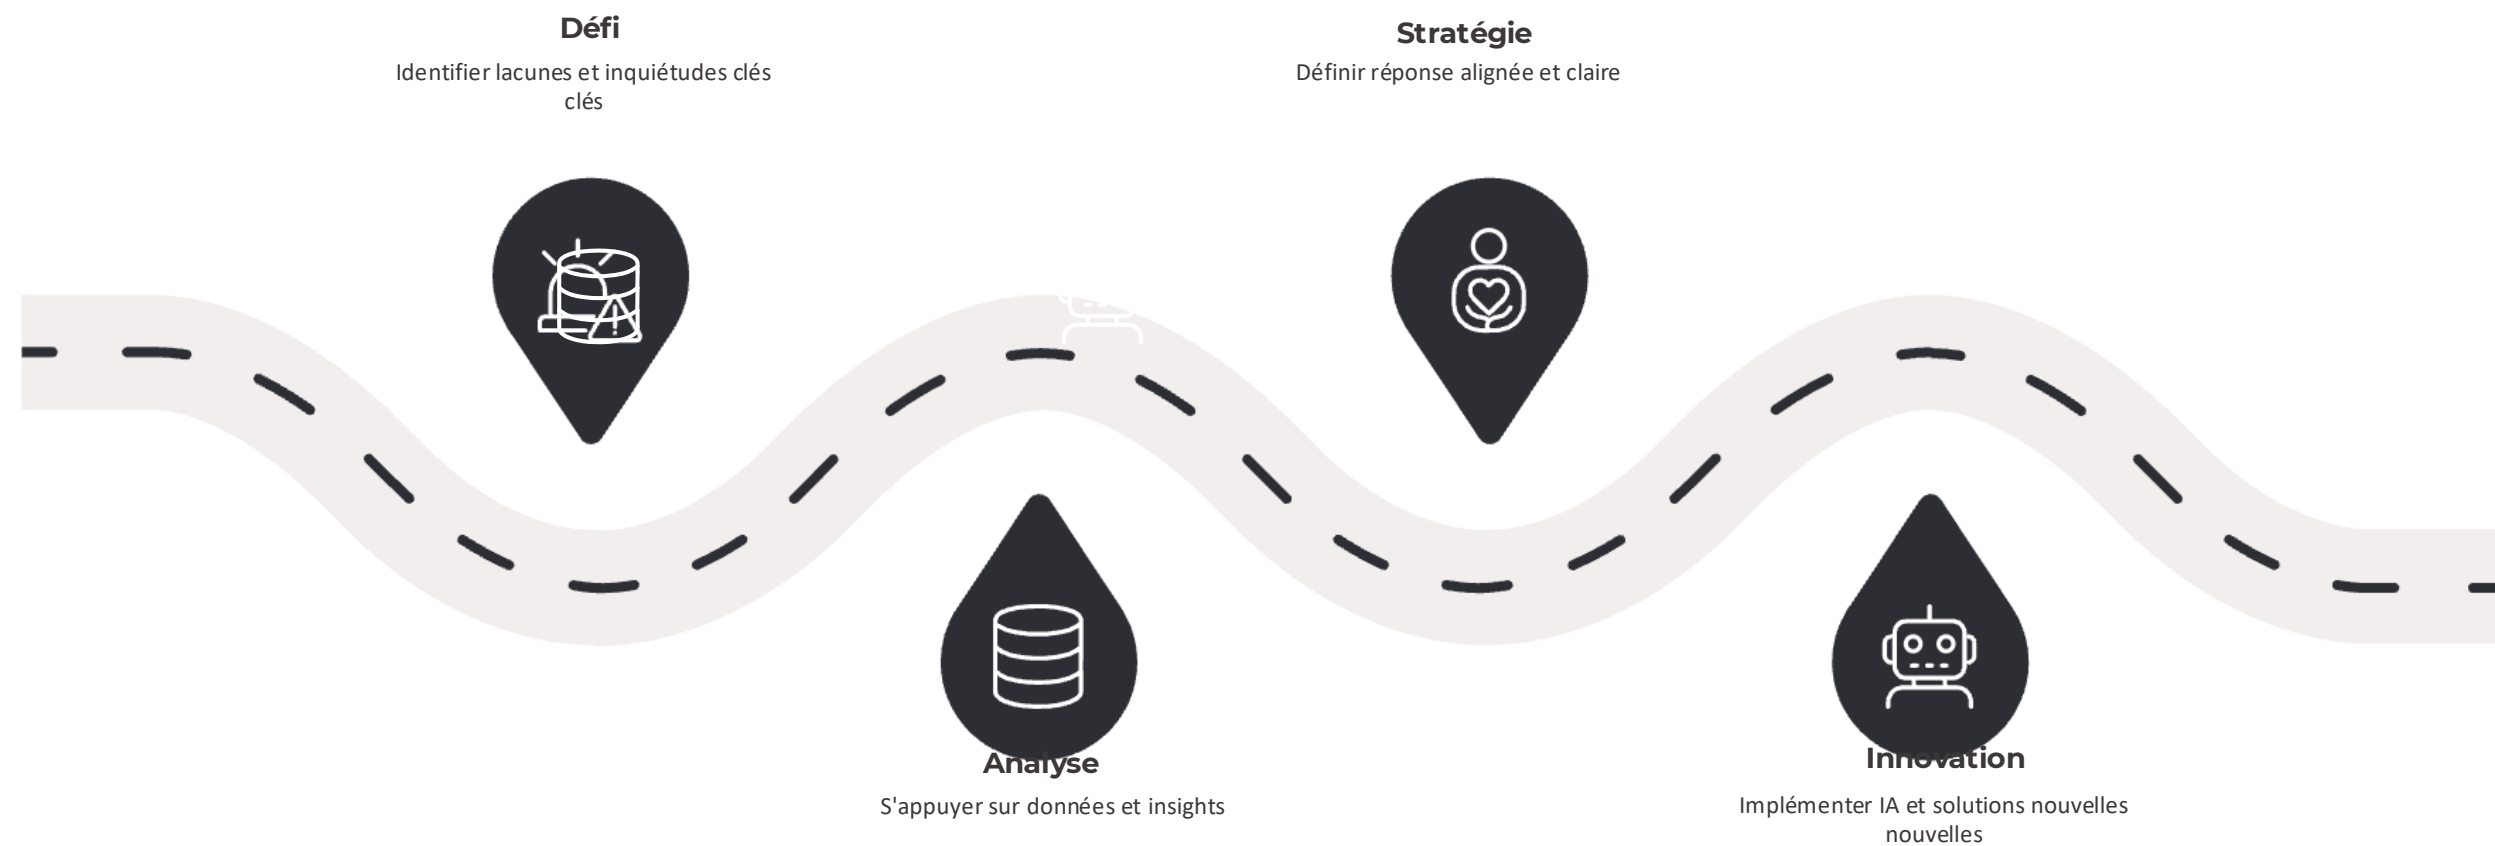 Défi
Identifier lacunes et inquiétudes clés
clés
Stratégie
Définir réponse alignée et claire
Analyse
S'appuyer sur données et insights
Innovation
Implémenter IA et solutions nouvelles
nouvelles